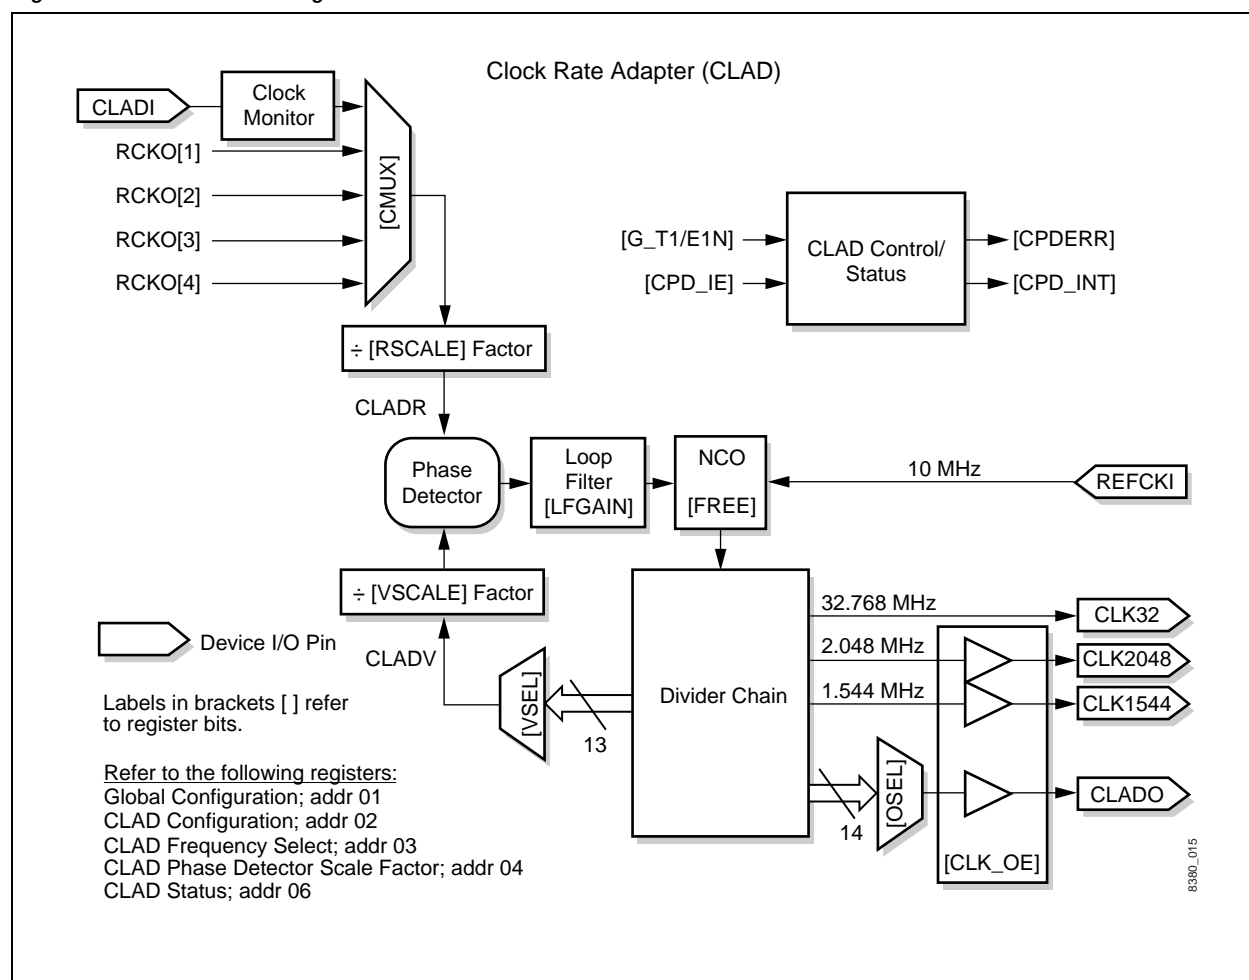 Clock Rate Adapter (CLAD)
CLADI
Clock
Monitor
RCKO[1]
RCKO[2]
RCKO[3]
RCKO[4]
[CMUX]
[G_T1/E1N]
[CPD_IE]
CLAD Control/
Status
[CPDERR]
[CPD_INT]
÷ [RSCALE] Factor
CLADR
Phase
Detector
Loop
Filter
[LFGAIN]
NCO
[FREE]
10 MHz
REFCKI
÷ [VSCALE] Factor
CLADV
[VSEL]
13
Divider Chain
32.768 MHz
CLK32
2.048 MHz
CLK2048
1.544 MHz
CLK1544
14
[OSEL]
CLADO
[CLK_OE]
Device I/O Pin
Labels in brackets [ ] refer
to register bits.
Refer to the following registers:
Global Configuration; addr 01
CLAD Configuration; addr 02
CLAD Frequency Select; addr 03
CLAD Phase Detector Scale Factor; addr 04
CLAD Status; addr 06
8380_015